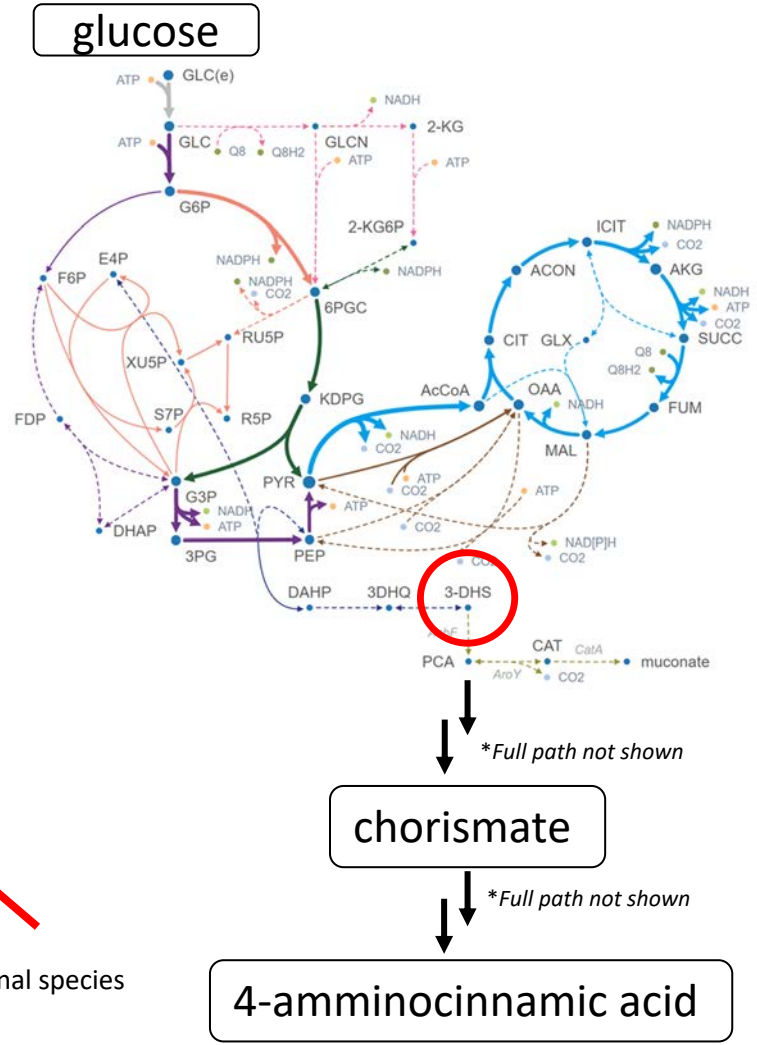 glucose
ATP
GLC(e)
ATP
GLC
Q8
Q8H2
GLCN
NADH
2-KG
ATP
ATP
G6P
2-KG6P
NADPH
NADPH
CO2
NADPH
6PGC
E4P
F6P
RU5P
XU5P
S7P
R5P
FDP
KDPG
G3P
NADH
ATP
DHAP
3PG
PYR
ATP
PEP
CO2
NADH
AcCoA
ICIT
NADPH
CO2
ACON
AKG
NADH
ATP
CO2
CIT
GLX
SUCC
Q8
Q8H2
OAA
NADH
FUM
MAL
ATP
CO2
ATP
CO2
NAD[P]H
CO2
CO2
DAHP
3DHQ
3-DHS
PCA
AroY
CAT
CatA
CO2
muconate
*Full path not shown
chorismate
*Full path not shown
nal species
4-amminocinnamic acid